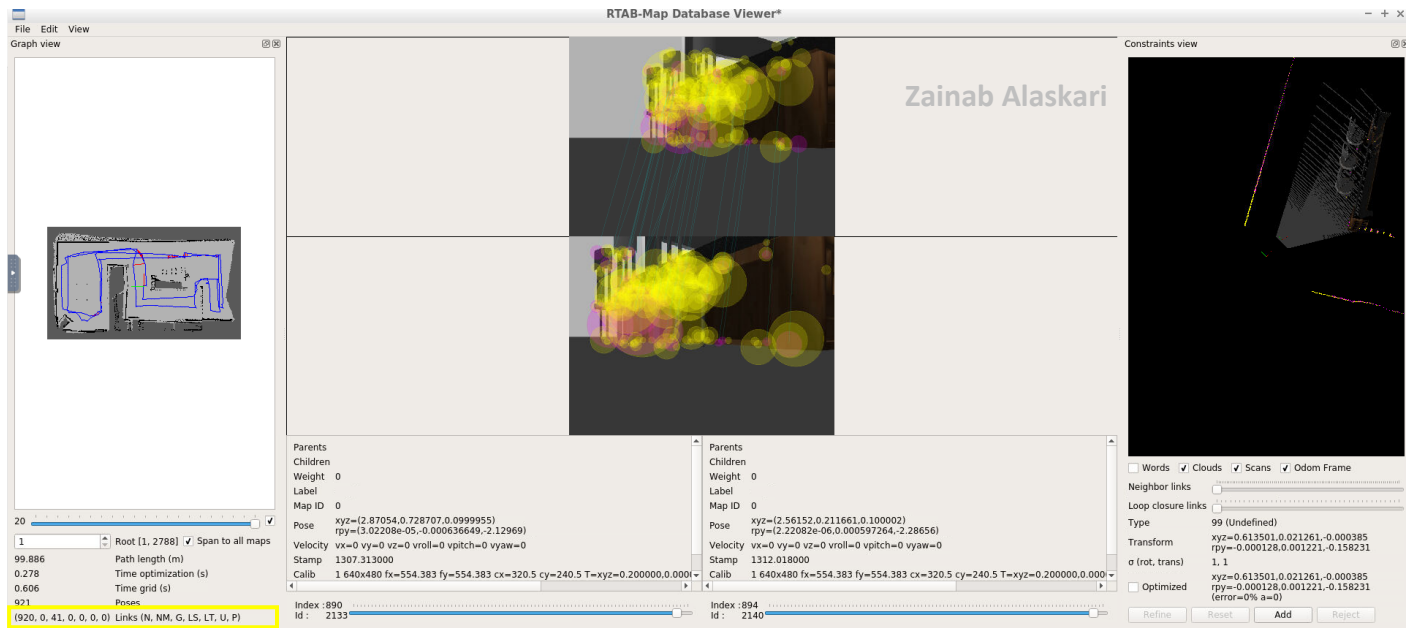 RTAB-Map Database Viewer*
File Edit View
Graph view
Zainab Alaskari
Constraints view
Parents
Children
Weight 0
Label
Map ID 0
Pose xyz=(2.87054,0.728707,0.0999955)
rpy=(3.02208e-05,-0.000636649,-2.12969)
Velocity vx=0 vy=0 vz=0 vroll=0 vpitch=0 vyaw=0
Stamp 1307.313000
Calib 1 640x480 fx=554.383 fy=554.383 cx=320.5 cy=240.5 T=xyz=0.200000,0.000
Index :890
Id : 2133
Parents
Children
Weight 0
Label
Map ID 0
Pose xyz=(2.56152,0.211661,0.100002)
rpy=(2.22082e-06,0.000597264,-2.28656)
Velocity vx=0 vy=0 vz=0 vroll=0 vpitch=0 vyaw=0
Stamp 1312.018000
Calib 1 640x480 fx=554.383 fy=554.383 cx=320.5 cy=240.5 T=xyz=0.200000,0.000
Index :894
Id : 2140
20
1 Root [1, 2788] Span to all maps
99.886 Path length (m)
0.278 Time optimization (s)
0.606 Time grid (s)
921 Poses
(920, 0, 41, 0, 0, 0, 0) Links (N, NM, G, LS, LT, U, P)
Words Clouds Scans Odom Frame
Neighbor links
Loop closure links
Type 99 (Undefined)
Transform xyz=0.613501,0.021261,-0.000385
rpy=-0.000128,0.001221,-0.158231
σ (rot, trans) 1, 1
Optimized xyz=0.613501,0.021261,-0.000385
rpy=-0.000128,0.001221,-0.158231
(error=0% a=0)
Refine Reset Add Reject